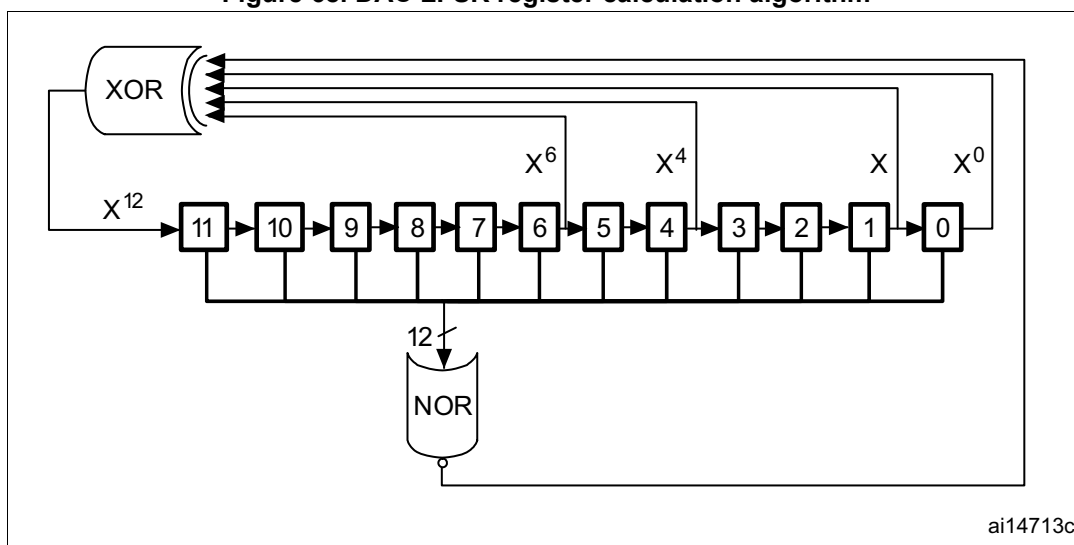 Figure DAC LFSR register calculation algorithm
XOR
X⁶ X⁴ X X⁰
X¹²
11 10 9 8 7 6 5 4 3 2 1 0
12
NOR
ai14713c